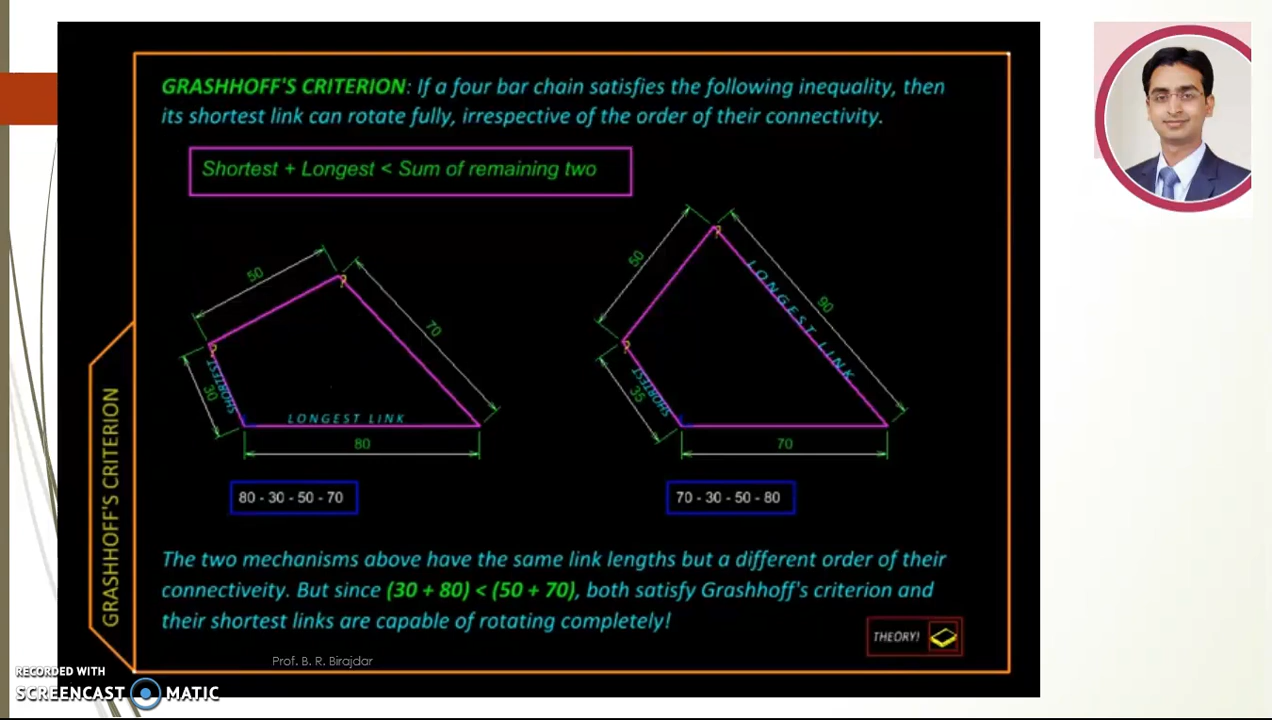 GRASHHOFF'S CRITERION: If a four bar chain satisfies the following inequality, then
its shortest link can rotate fully, irrespective of the order of their connectivity.
Shortest + Longest < Sum of remaining two
50
?
70
?
SHORTEST
30
LONGEST LINK
80
80 - 30 - 50 - 70
50
?
LONGEST LINK
90
?
SHORTEST
35
70
70 - 30 - 50 - 80
GRASHHOFF'S CRITERION
The two mechanisms above have the same link lengths but a different order of their
connectiveity. But since (30 + 80) < (50 + 70), both satisfy Grashhoff's criterion and
their shortest links are capable of rotating completely!
THEORY!
Prof. B. R. Birajdar
RECORDED WITH
SCREENCAST MATIC